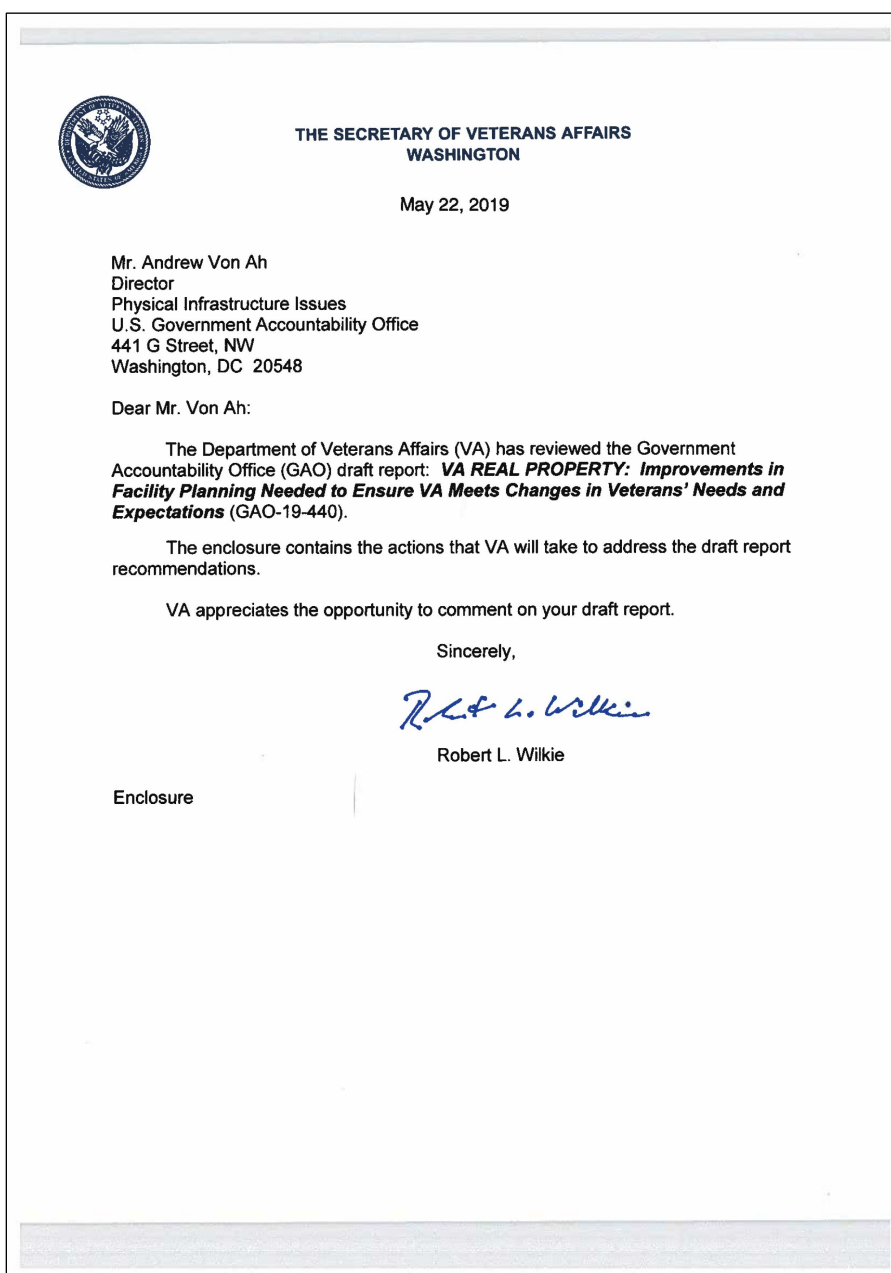 THE SECRETARY OF VETERANS AFFAIRS
WASHINGTON
May 22, 2019
Mr. Andrew Von Ah
Director
Physical Infrastructure Issues
U.S. Government Accountability Office
441 G Street, NW
Washington, DC 20548
Dear Mr. Von Ah:
The Department of Veterans Affairs (VA) has reviewed the Government
Accountability Office (GAO) draft report: VA REAL PROPERTY: Improvements in
Facility Planning Needed to Ensure VA Meets Changes in Veterans' Needs and
Expectations (GAO-19-440).
The enclosure contains the actions that VA will take to address the draft report
recommendations.
VA appreciates the opportunity to comment on your draft report.
Sincerely,
Robert L. Wilkie
Robert L. Wilkie
Enclosure